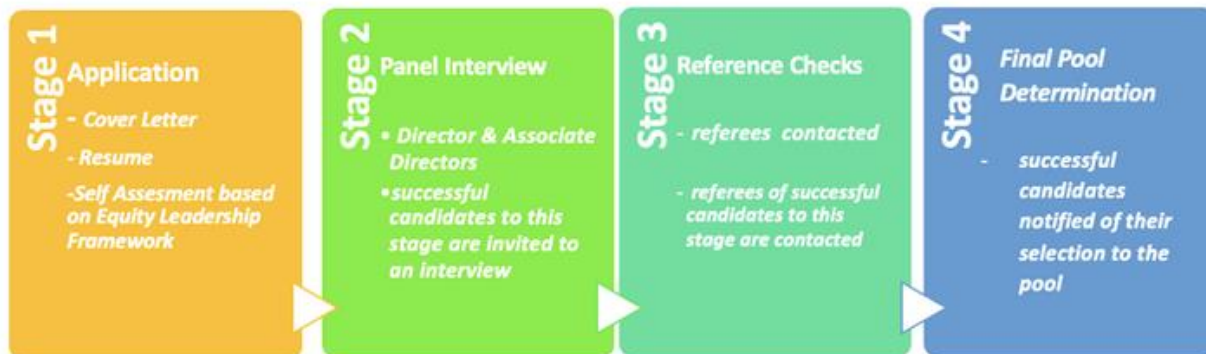 Stage 1
Application
- Cover Letter
- Resume
-Self Assesment based
on Equity Leadership
Framework
Stage 2
Panel Interview
• Director & Associate
Directors
•successful
candidates to this
stage are invited to
an interview
Stage 3
Reference Checks
- referees contacted
- referees of successful
candidates to this
stage are contacted
Stage 4
Final Pool
Determination
- successful
candidates
notified of their
selection to the
pool